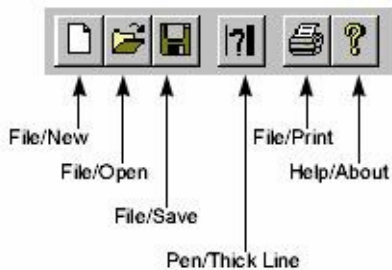 ?
?
File/New
File/Print
File/Open
Help/About
File/Save
Pen/Thick Line